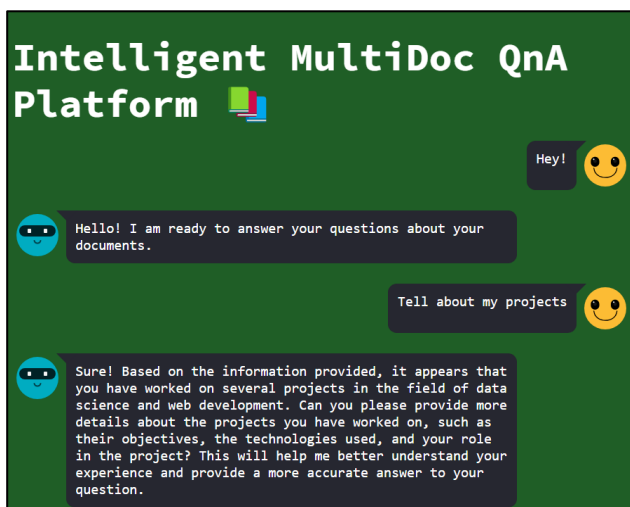 Intelligent MultiDoc QnA
Platform 📚
Hey!
Hello! I am ready to answer your questions about your
documents.
Tell about my projects
Sure! Based on the information provided, it appears that
you have worked on several projects in the field of data
science and web development. Can you please provide more
details about the projects you have worked on, such as
their objectives, the technologies used, and your role
in the project? This will help me better understand your
experience and provide a more accurate answer to your
question.